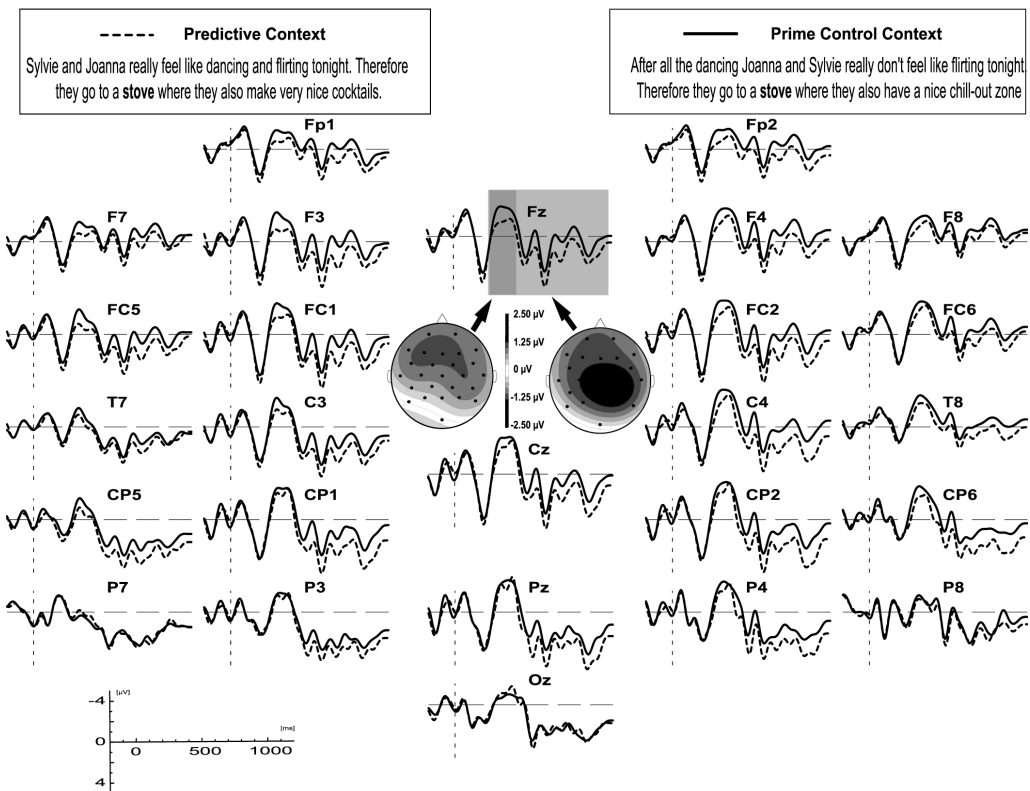 Predictive Context
Sylvie and Joanna really feel like dancing and flirting tonight. Therefore
they go to a stove where they also make very nice cocktails.
Prime Control Context
After all the dancing Joanna and Sylvie really don't feel like flirting tonight.
Therefore they go to a stove where they also have a nice chill-out zone
Fp1
Fp2
F7
F3
Fz
F4
F8
FC5
FC1
2.50 µV
1.25 µV
0 µV
-1.25 µV
-2.50 µV
FC2
FC6
T7
C3
Cz
C4
T8
CP5
CP1
CP2
CP6
P7
P3
Pz
P4
P8
Oz
-4
[µV]
[ms]
0
0
500
1000
4